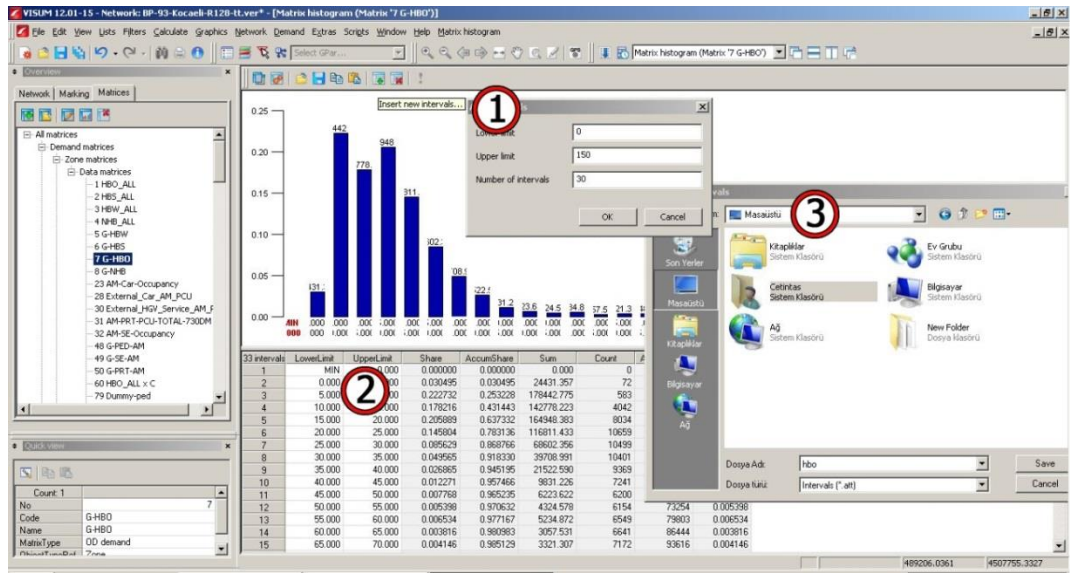 VISUM 12.01-15 - Network: BP-93-Kocaeli-R128-tt.ver* - [Matrix histogram (Matrix '7 G-HBO')]
File Edit View Lists Filters Calculate Graphics Network Demand Extras Scripts Window Help Matrix histogram
Select GPar... Matrix histogram (Matrix '7 G-HBO')
Overview
Network Marking Matrices
All matrices
Demand matrices
Zone matrices
Data matrices
1 HBO_ALL
2 HBS_ALL
3 HBW_ALL
4 NHB_ALL
5 G-HBW
6 G-HBS
7 G-HBO
8 G-NHB
23 AM-Car-Occupancy
28 External_Car_AM_PCU
30 External_HGV_Service_AM_F
31 AM-PRT-PCU-TOTAL-730DM
32 AM-SE-Occupancy
48 G-PED-AM
49 G-SE-AM
50 G-PRT-AM
60 HBO_ALL x C
79 Dummy-ped
Quick view
Count: 1
No 7
Code G-HBO
Name G-HBO
MatrixType OD demand
Insert new intervals...
0.25
0.20
0.15
0.10
0.05
0.00
442
778.
948
311.
31.2
23.6
24.5
34.8
57.5
21.3
1
Lower limit 0
Upper limit 150
Number of intervals 30
OK Cancel
3
Masaüstü
Son Yerler
Masaüstü
Kitaplıklar
Bilgisayar
Ağ
Kitaplıklar
Sistem Klasörü
Ev Grubu
Sistem Klasörü
Cetintas
Sistem Klasörü
Bilgisayar
Sistem Klasörü
Ağ
Sistem Klasörü
New Folder
Dosya klasörü
Dosya Adı: hbo Save
Dosya türü: Intervals (*.att) Cancel
2
33 intervals LowerLimit UpperLimit Share AccumShare Sum Count
1 MIN 0.000 0.000000 0.000000 0.000 0
2 0.000 0.030495 0.030495 24431.357 72
3 5.000 0.222732 0.253228 178442.775 583
4 10.000 0.178216 0.431443 142778.223 4042
5 15.000 20.000 0.205889 0.637332 164948.383 8034
6 20.000 25.000 0.145804 0.783136 116811.433 10659
7 25.000 30.000 0.085629 0.868766 68602.356 10499
8 30.000 35.000 0.049565 0.918330 39708.991 10401
9 35.000 40.000 0.026865 0.945195 21522.590 9369
10 40.000 45.000 0.012271 0.957466 9831.226 7241
11 45.000 50.000 0.007768 0.965235 6223.622 6200
12 50.000 55.000 0.005398 0.970632 4324.578 6154 73254 0.005398
13 55.000 60.000 0.006534 0.977167 5234.872 6549 79803 0.006534
14 60.000 65.000 0.003816 0.980983 3057.531 6641 86444 0.003816
15 65.000 70.000 0.004146 0.985129 3321.307 7172 93616 0.004146
489206.0361 4507755.3327